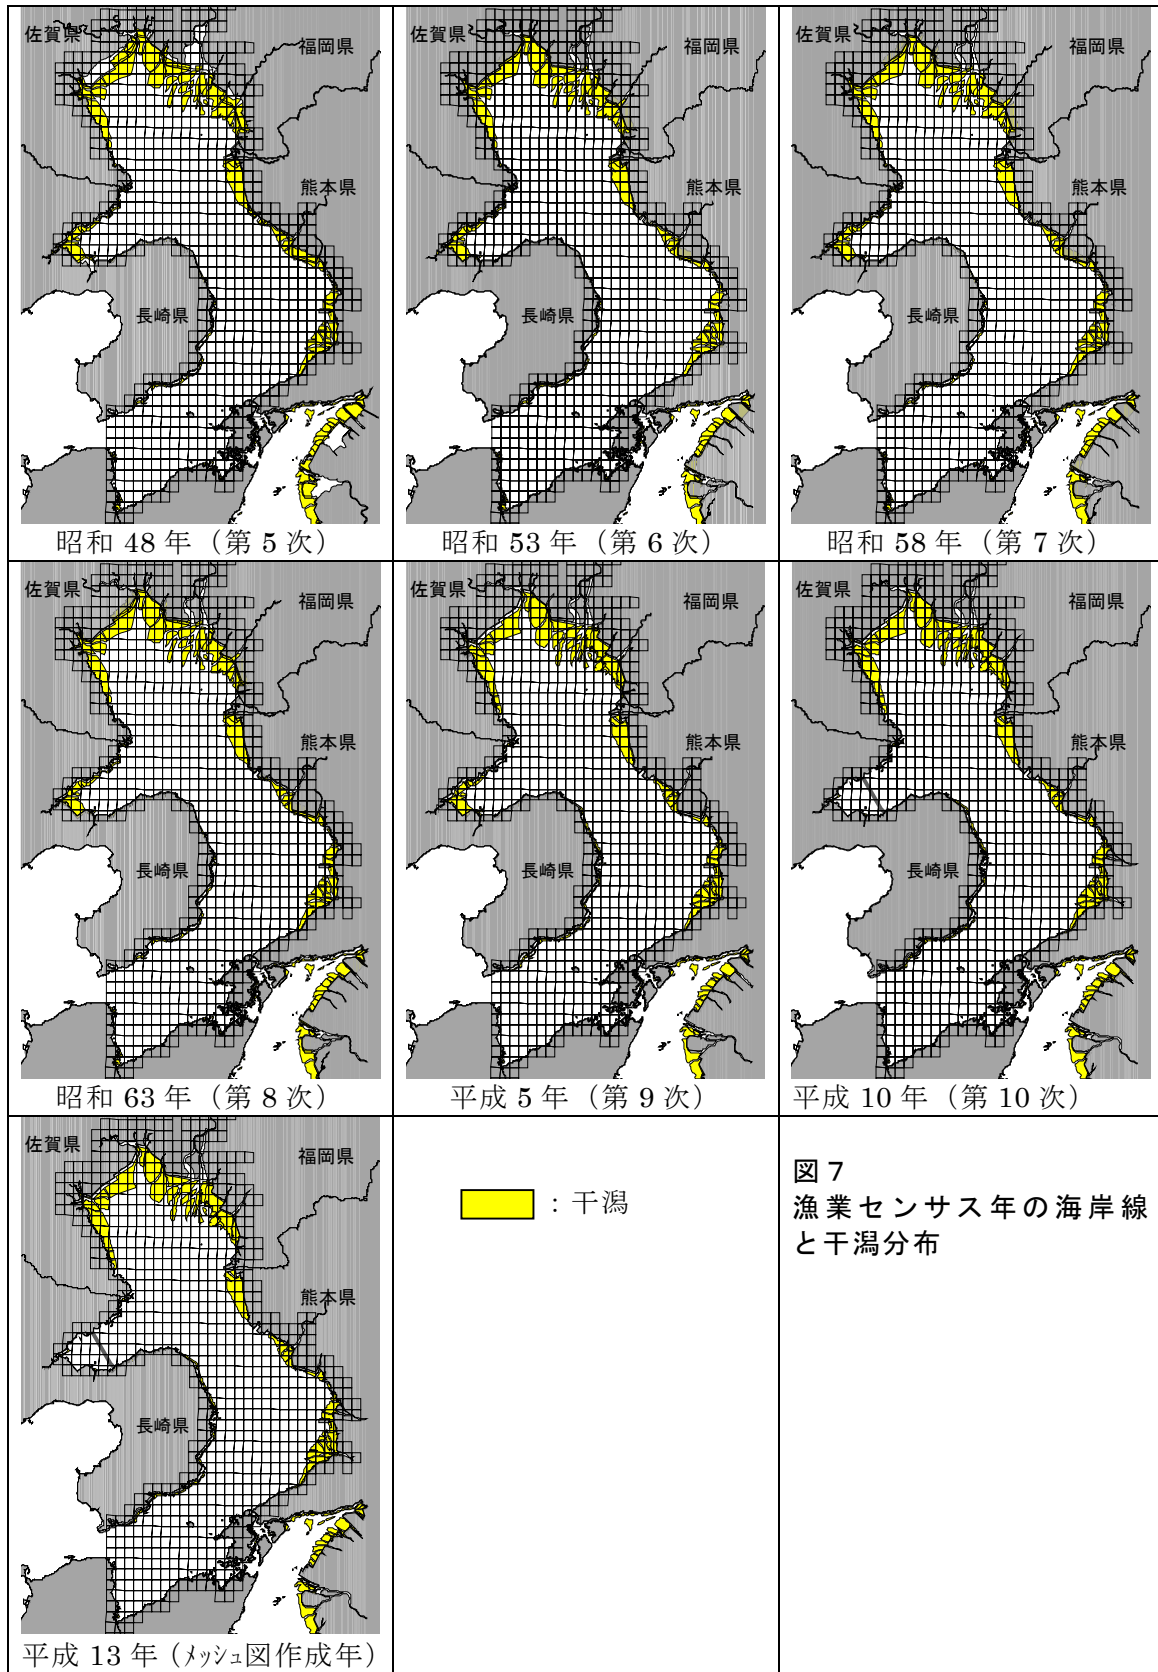 佐賀県
福岡県
熊本県
長崎県
昭和 48 年（第 5 次）
佐賀県
福岡県
熊本県
長崎県
昭和 53 年（第 6 次）
佐賀県
福岡県
熊本県
長崎県
昭和 58 年（第 7 次）
佐賀県
福岡県
熊本県
長崎県
昭和 63 年（第 8 次）
佐賀県
福岡県
熊本県
長崎県
平成 5 年（第 9 次）
佐賀県
福岡県
熊本県
長崎県
平成 10 年（第 10 次）
佐賀県
福岡県
熊本県
長崎県
平成 13 年（ﾒｯｼｭ図作成年）
：干潟
図７
漁業センサス年の海岸線
と干潟分布